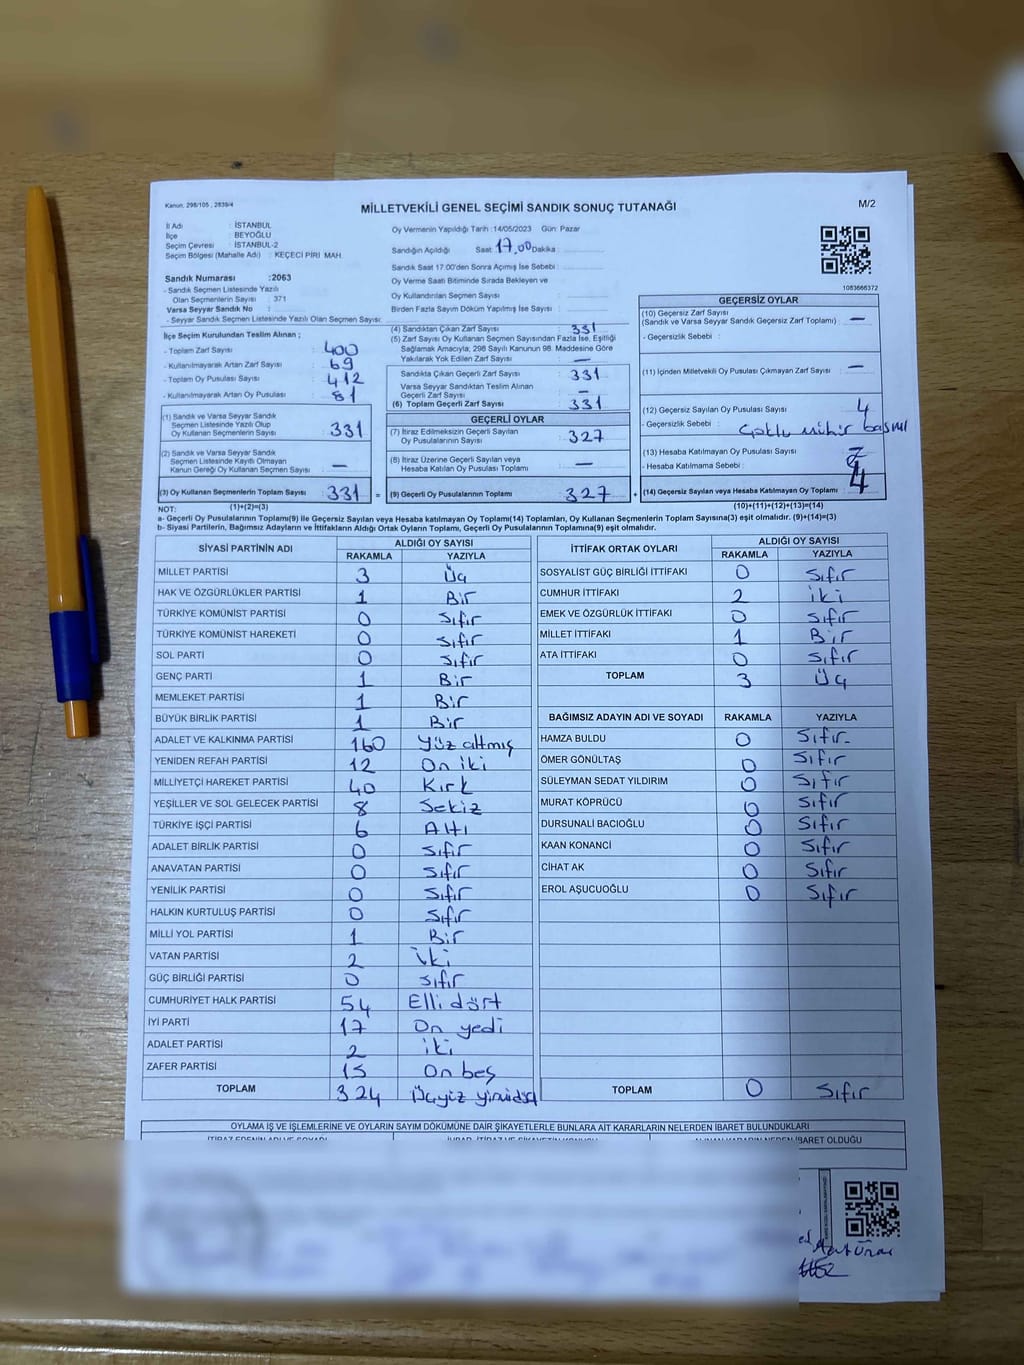 Kanun: 298/105 ; 2839/4
MİLLETVEKİLİ GENEL SEÇİMİ SANDIK SONUÇ TUTANAĞI
M/2
İl Adı : İSTANBUL
İlçe : BEYOĞLU
Seçim Çevresi : İSTANBUL-2
Seçim Bölgesi (Mahalle Adı) : KEÇECİ PİRİ MAH.
Sandık Numarası :2063
- Sandık Seçmen Listesinde Yazılı
Olan Seçmenlerin Sayısı : 371
Varsa Seyyar Sandık No :
- Seyyar Sandık Seçmen Listesinde Yazılı Olan Seçmen Sayısı:
Oy Vermenin Yapıldığı Tarih :14/05/2023 Gün: Pazar
Sandığın Açıldığı Saat: 17,00 Dakika
Sandık Saat 17.00'den Sonra Açımış İse Sebebi :
Oy Verme Saati Bitiminde Sırada Bekleyen ve
Oy Kullandırılan Seçmen Sayısı :
Birden Fazla Sayım Döküm Yapılmış İse Sayısı :
1083666372
İlçe Seçim Kurulundan Teslim Alınan ;
- Toplam Zarf Sayısı : 400
- Kullanılmayarak Artan Zarf Sayısı : 69
- Toplam Oy Pusulası Sayısı : 412
- Kullanılmayarak Artan Oy Pusulası : 81
(1) Sandık ve Varsa Seyyar Sandık
Seçmen Listesinde Yazılı Olup
Oy Kullanan Seçmenlerin Sayısı : 331
(2) Sandık ve Varsa Seyyar Sandık
Seçmen Listesinde Kayıtlı Olmayan
Kanun Gereği Oy Kullanan Seçmen Sayısı : —
(3) Oy Kullanan Seçmenlerin Toplam Sayısı : 331 =
(4) Sandıktan Çıkan Zarf Sayısı : 331
(5) Zarf Sayısı Oy Kullanan Seçmen Sayısından Fazla İse, Eşitliği
Sağlamak Amacıyla, 298 Sayılı Kanunun 98. Maddesine Göre
Yakılarak Yok Edilen Zarf Sayısı : —
Sandıkta Çıkan Geçerli Zarf Sayısı : 331
Varsa Seyyar Sandıktan Teslim Alınan
Geçerli Zarf Sayısı : —
(6) Toplam Geçerli Zarf Sayısı : 331
GEÇERLİ OYLAR
(7) İtiraz Edilmeksizin Geçerli Sayılan
Oy Pusulalarının Sayısı : 327
(8) İtiraz Üzerine Geçerli Sayılan veya
Hesaba Katılan Oy Pusulası Toplamı : —
(9) Geçerli Oy Pusulalarının Toplamı : 327 +
GEÇERSİZ OYLAR
(10) Geçersiz Zarf Sayısı
(Sandık ve Varsa Seyyar Sandık Geçersiz Zarf Toplamı) : —
- Geçersizlik Sebebi :
(11) İçinden Milletvekili Oy Pusulası Çıkmayan Zarf Sayısı : —
(12) Geçersiz Sayılan Oy Pusulası Sayısı : 4
- Geçersizlik Sebebi : Çoklu mühür basımı
(13) Hesaba Katılmayan Oy Pusulası Sayısı :
- Hesaba Katılmama Sebebi :
(14) Geçersiz Sayılan veya Hesaba Katılmayan Oy Toplamı : 4
NOT: (1)+(2)=(3) (10)+(11)+(12)+(13)=(14)
a- Geçerli Oy Pusulalarının Toplamı(9) ile Geçersiz Sayılan veya Hesaba katılmayan Oy Toplamı(14) Toplamları, Oy Kullanan Seçmenlerin Toplam Sayısına(3) eşit olmalıdır. (9)+(14)=(3)
b- Siyasi Partilerin, Bağımsız Adayların ve İttifakların Aldığı Ortak Oyların Toplamı, Geçerli Oy Pusulalarının Toplamına(9) eşit olmalıdır.
SİYASİ PARTİNİN ADI ALDIĞI OY SAYISI
RAKAMLA YAZIYLA
MİLLET PARTİSİ 3 Üç
HAK VE ÖZGÜRLÜKLER PARTİSİ 1 Bir
TÜRKİYE KOMÜNİST PARTİSİ 0 Sıfır
TÜRKİYE KOMÜNİST HAREKETİ 0 Sıfır
SOL PARTİ 0 Sıfır
GENÇ PARTİ 1 Bir
MEMLEKET PARTİSİ 1 Bir
BÜYÜK BİRLİK PARTİSİ 1 Bir
ADALET VE KALKINMA PARTİSİ 160 Yüz altmış
YENİDEN REFAH PARTİSİ 12 On iki
MİLLİYETÇİ HAREKET PARTİSİ 40 Kırk
YEŞİLLER VE SOL GELECEK PARTİSİ 8 Sekiz
TÜRKİYE İŞÇİ PARTİSİ 6 Altı
ADALET BİRLİK PARTİSİ 0 Sıfır
ANAVATAN PARTİSİ 0 Sıfır
YENİLİK PARTİSİ 0 Sıfır
HALKIN KURTULUŞ PARTİSİ 0 Sıfır
MİLLİ YOL PARTİSİ 1 Bir
VATAN PARTİSİ 2 İki
GÜÇ BİRLİĞİ PARTİSİ 0 Sıfır
CUMHURİYET HALK PARTİSİ 54 Elli dört
İYİ PARTİ 17 On yedi
ADALET PARTİSİ 2 iki
ZAFER PARTİSİ 15 On beş
TOPLAM 324
İTTİFAK ORTAK OYLARI ALDIĞI OY SAYISI
RAKAMLA YAZIYLA
SOSYALİST GÜÇ BİRLİĞİ İTTİFAKI 0 Sıfır
CUMHUR İTTİFAKI 2 iki
EMEK VE ÖZGÜRLÜK İTTİFAKI 0 Sıfır
MİLLET İTTİFAKI 1 Bir
ATA İTTİFAKI 0 Sıfır
TOPLAM 3 Üç
BAĞIMSIZ ADAYIN ADI VE SOYADI RAKAMLA YAZIYLA
HAMZA BULDU 0 Sıfır
ÖMER GÖNÜLTAŞ 0 Sıfır
SÜLEYMAN SEDAT YILDIRIM 0 Sıfır
MURAT KÖPRÜCÜ 0 Sıfır
DURSUNALİ BACIOĞLU 0 Sıfır
KAAN KONANCİ 0 Sıfır
CİHAT AK 0 Sıfır
EROL AŞUCUOĞLU 0 Sıfır
TOPLAM 0 Sıfır
OYLAMA İŞ VE İŞLEMLERİNE VE OYLARIN SAYIM DÖKÜMÜNE DAİR ŞİKAYETLERLE BUNLARA AİT KARARLARIN NELERDEN İBARET BULUNDUKLARI
İBARET OLDUĞU